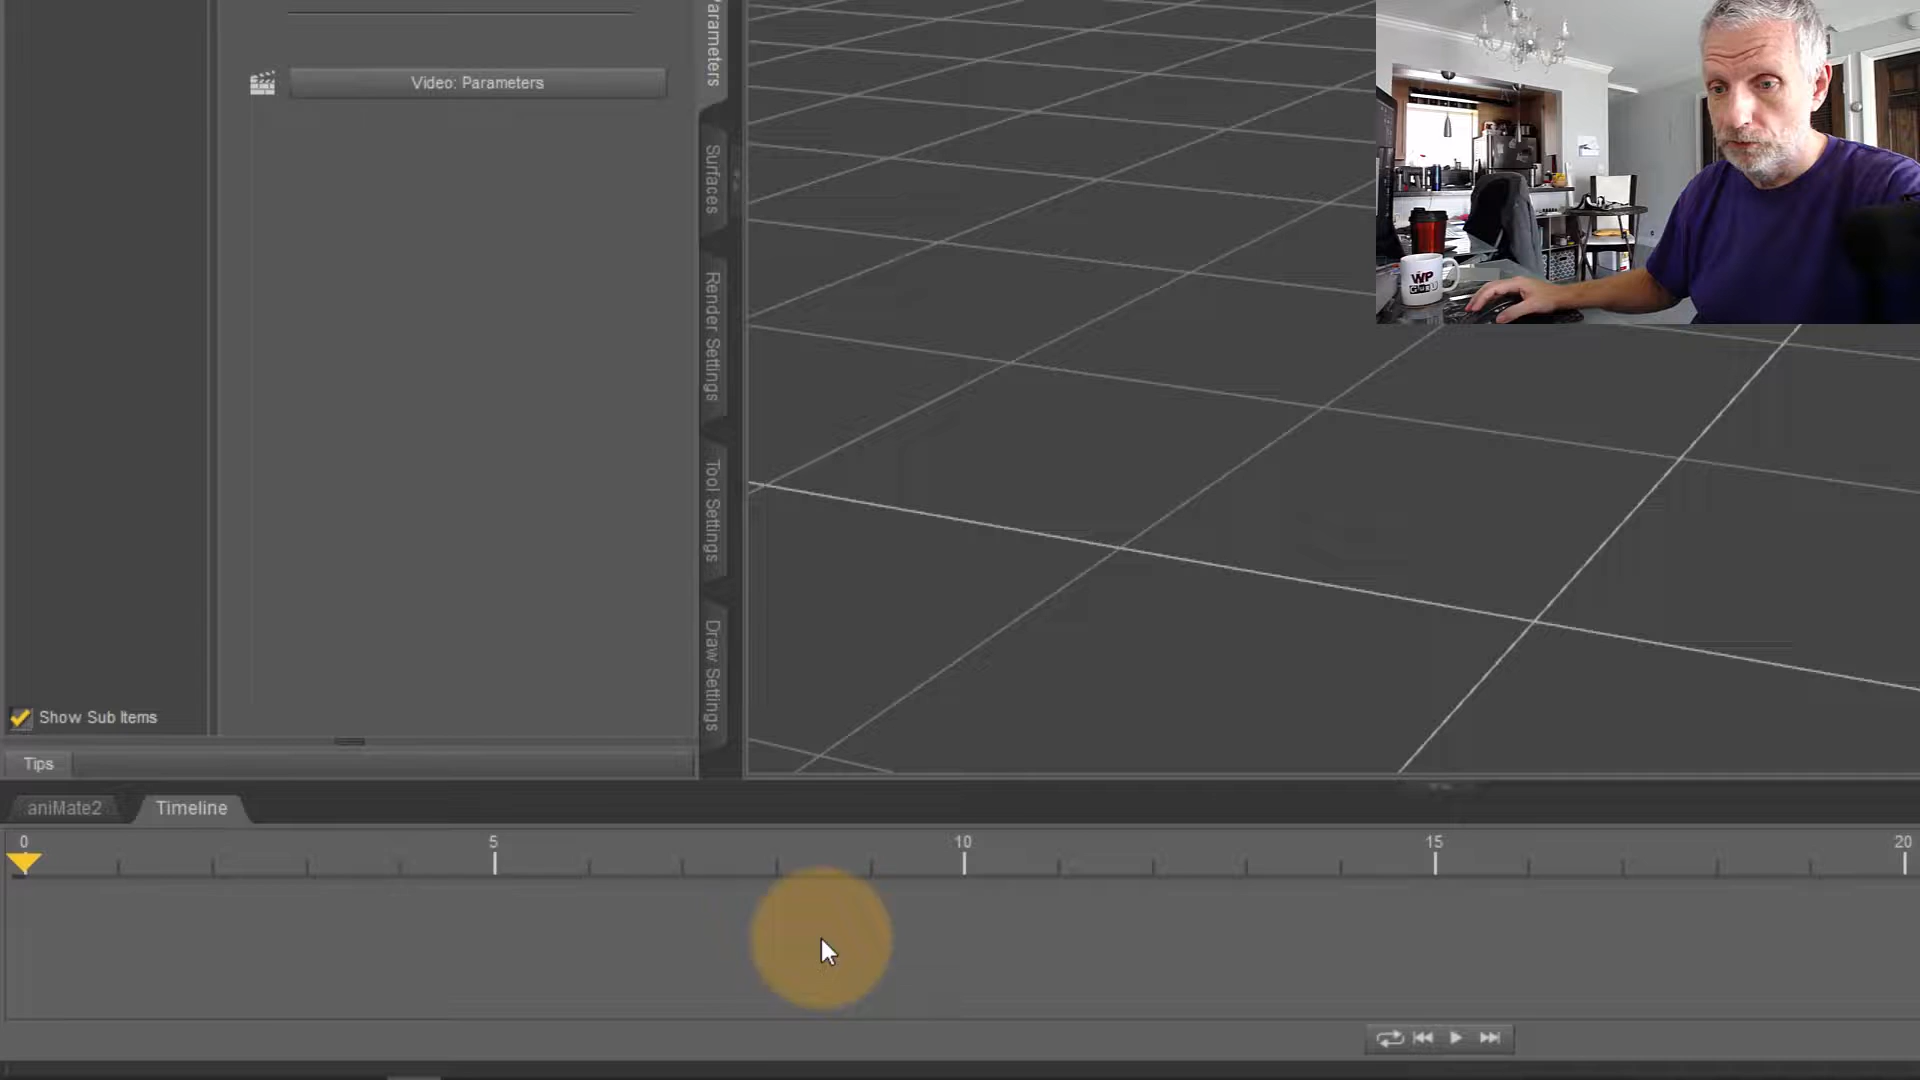 Parameters
Video: Parameters
Surfaces
Render Settings
Tool Settings
Draw Settings
WP
GURU
Show Sub Items
Tips
aniMate2
Timeline
0
5
10
15
20